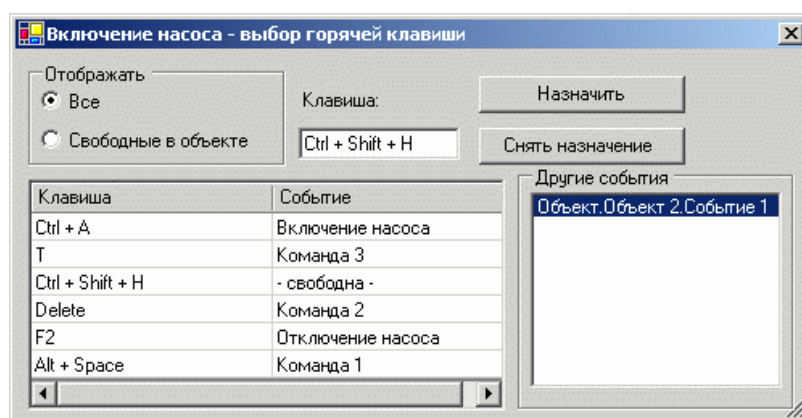 Включение насоса - выбор горячей клавиши
Отображать
Все
Свободные в объекте
Клавиша:
Ctrl + Shift + H
Назначить
Снять назначение
Клавиша Событие
Ctrl + A Включение насоса
T Команда 3
Ctrl + Shift + H - свободна -
Delete Команда 2
F2 Отключение насоса
Alt + Space Команда 1
Другие события
Объект.Объект 2.Событие 1